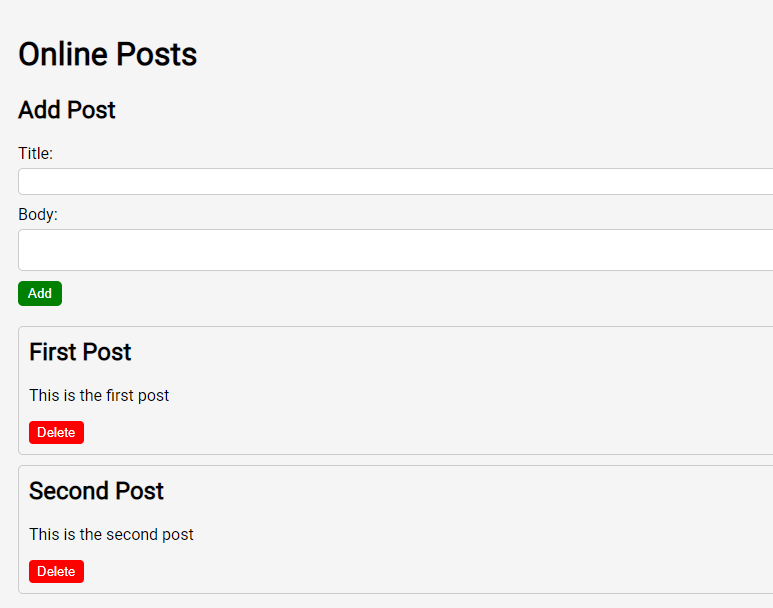 Online Posts
Add Post
Title:
Body:
Add
First Post
This is the first post
Delete
Second Post
This is the second post
Delete